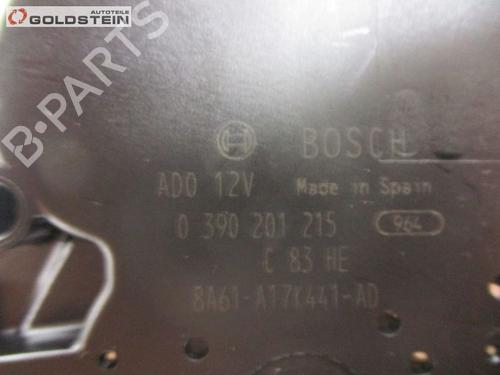 AUTOTEILE
GOLDSTEIN
B-PARTS
BOSCH
ADO 12V Made in Spain
0 390 201 215 964
C 83 HE
8A61-A17K441-AD